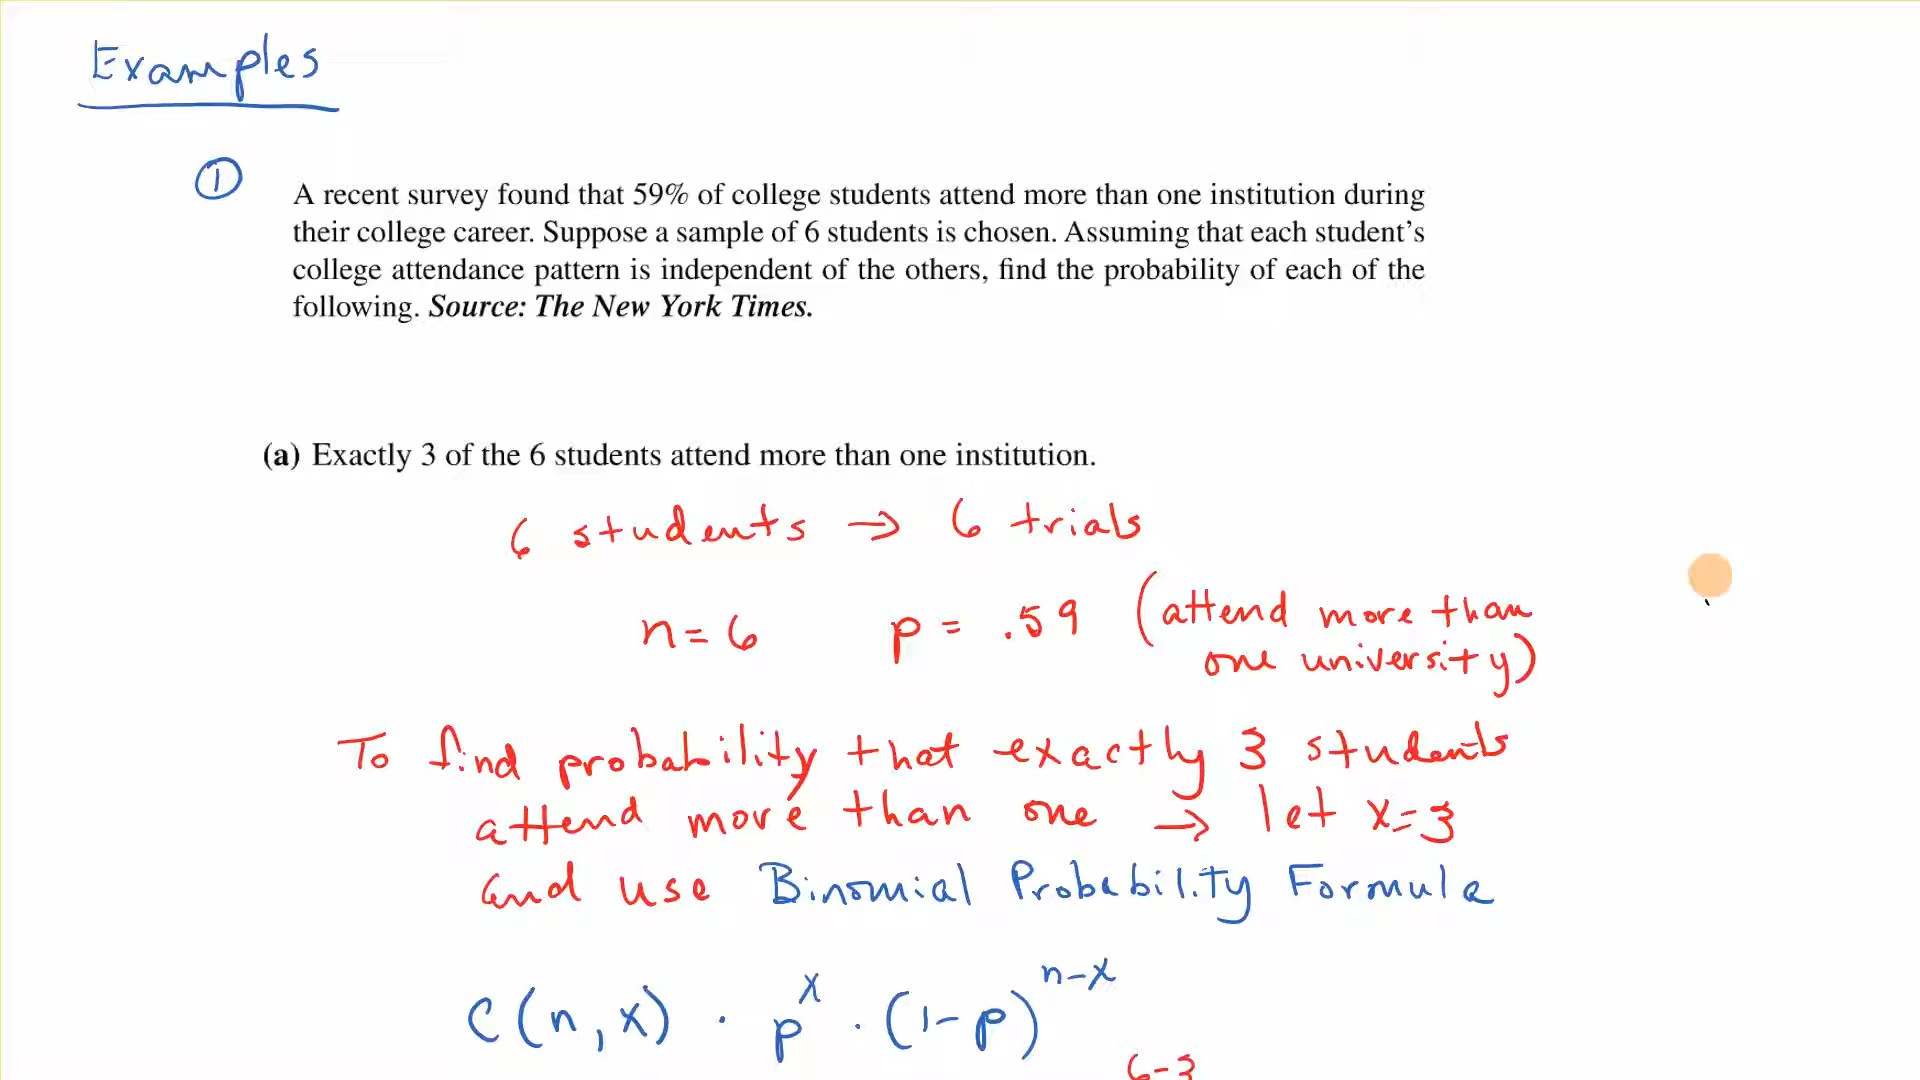 Examples
① A recent survey found that 59% of college students attend more than one institution during
their college career. Suppose a sample of 6 students is chosen. Assuming that each student's
college attendance pattern is independent of the others, find the probability of each of the
following. Source: The New York Times.
(a) Exactly 3 of the 6 students attend more than one institution.
6 students → 6 trials
n=6 p = .59 (attend more than
one university)
To find probability that exactly 3 students
attend more than one → let x=3
and use Binomial Probability Formula
C(n,x) · p^x · (1-p)^{n-x}
6-3